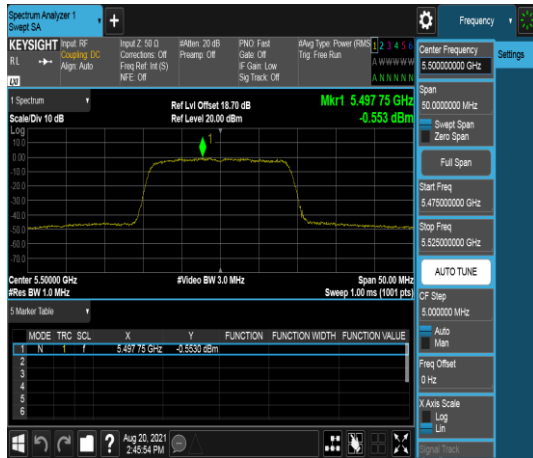 Spectrum Analyzer 1
Swept SA
+
Frequency
KEYSIGHT Input: RF Input Z: 50 Ω #Atten: 20 dB PNO: Fast #Avg Type: Power (RMS 1 2 3 4 5 6
RL Coupling: DC Corrections: Off Preamp: Off Gate: Off Trig: Free Run A W W W W W
Align: Auto Freq Ref: Int (S) IF Gain: Low
LXI NFE: Off Sig Track: Off A N N N N N
Center Frequency
5.500000000 GHz
Settings
Span
50.0000000 MHz
Swept Span
Zero Span
Full Span
Start Freq
5.475000000 GHz
Stop Freq
5.525000000 GHz
AUTO TUNE
CF Step
5.000000 MHz
Auto
Man
Freq Offset
0 Hz
X Axis Scale
Log
Lin
Signal Track
1 Spectrum
Scale/Div 10 dB
Ref Lvl Offset 18.70 dB
Ref Level 20.00 dBm
Mkr1 5.497 75 GHz
-0.553 dBm
Log
10.0
0.00
-10.0
-20.0
-30.0
-40.0
-50.0
-60.0
-70.0
1
Center 5.50000 GHz #Video BW 3.0 MHz Span 50.00 MHz
#Res BW 1.0 MHz Sweep 1.00 ms (1001 pts)
5 Marker Table
MODE TRC SCL X Y FUNCTION FUNCTION WIDTH FUNCTION VALUE
1 N 1 f 5.497 75 GHz -0.5530 dBm
2
3
4
5
6
? Aug 20, 2021
2:45:54 PM